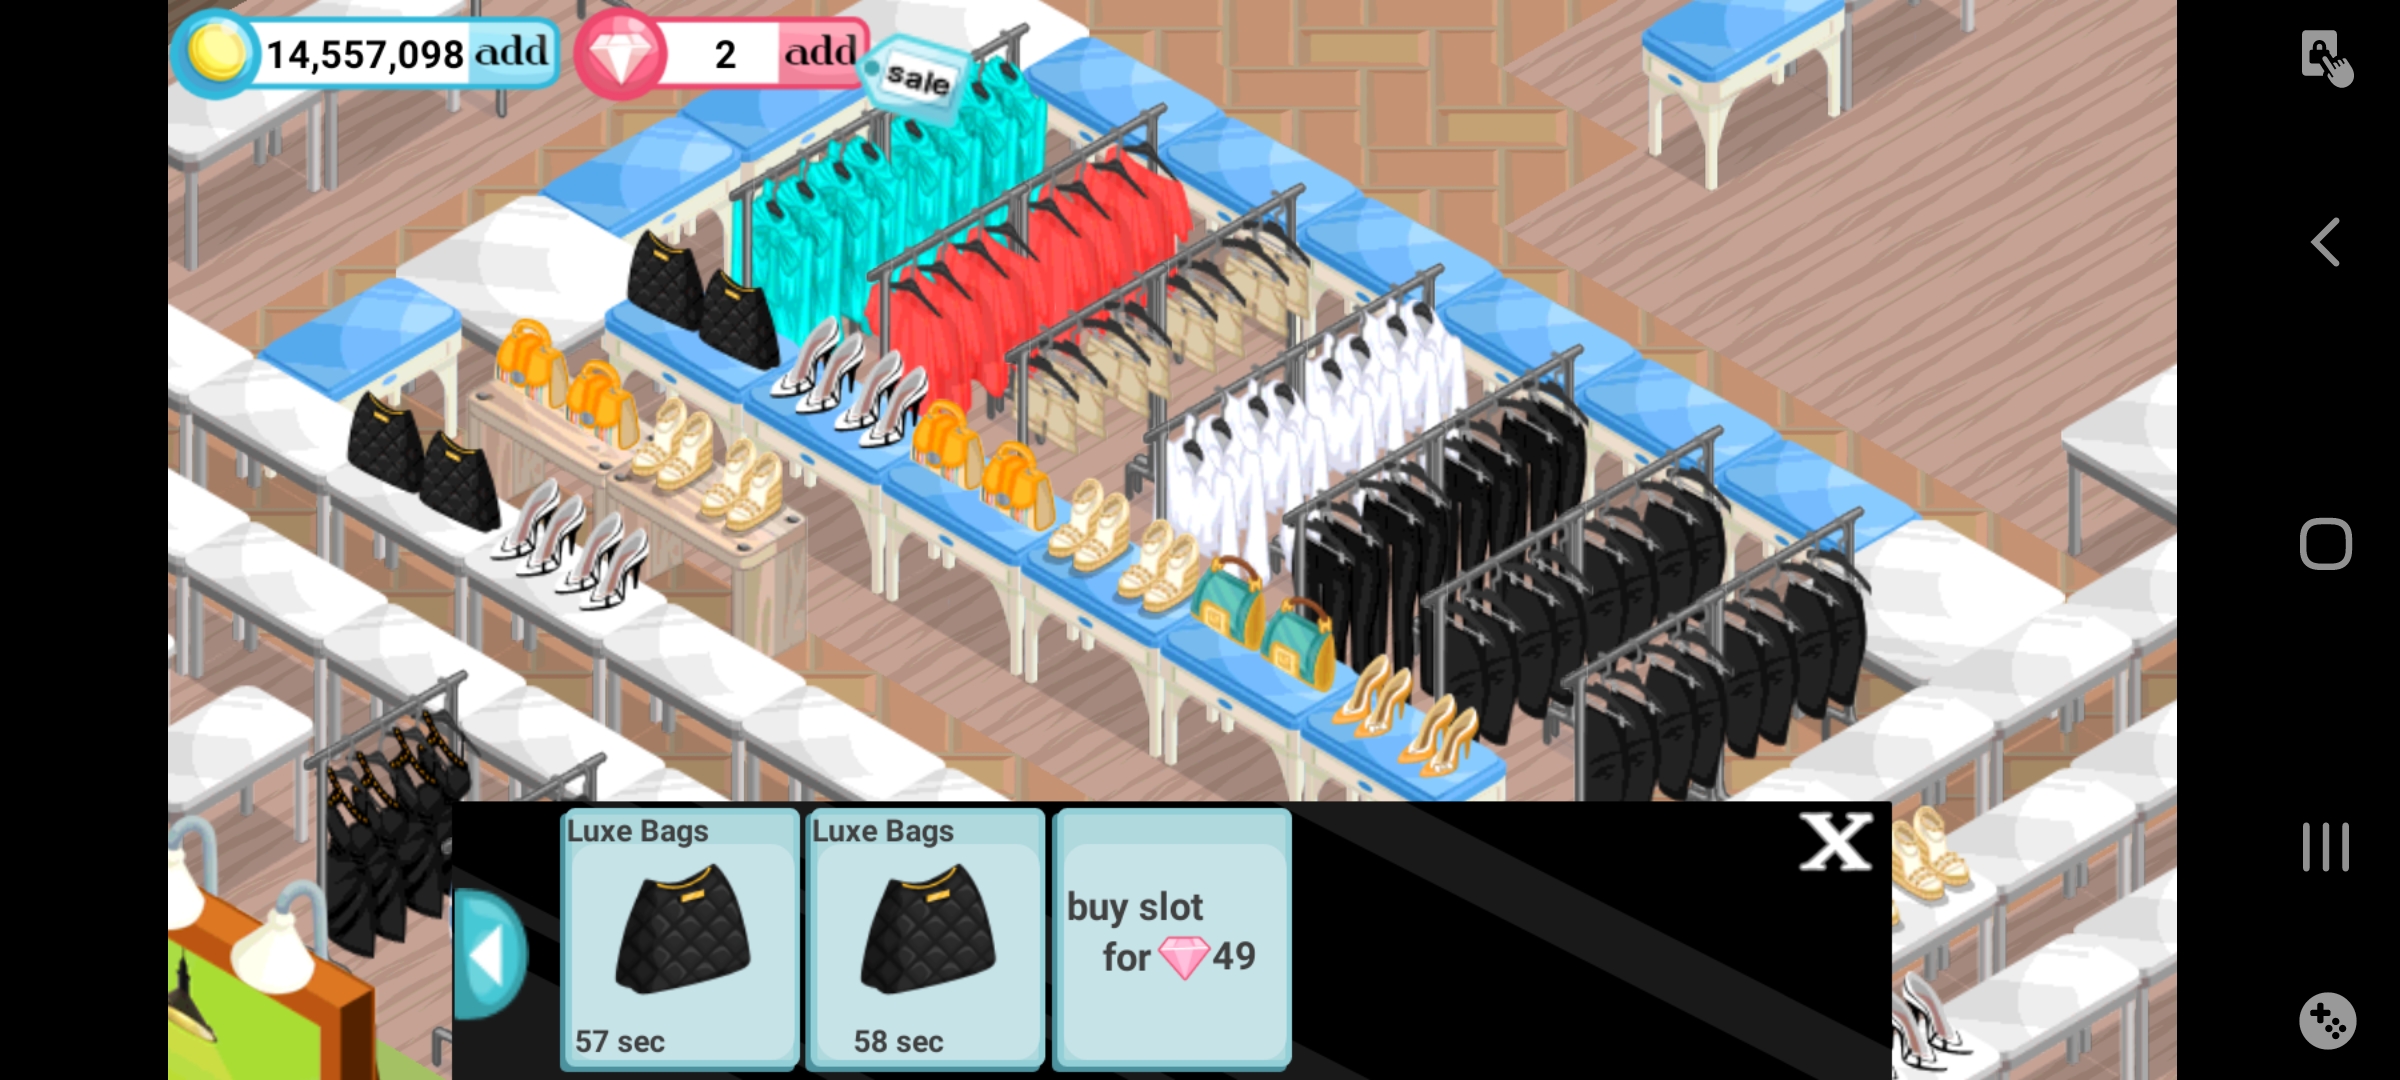 14,557,098 add
2 add
sale
Luxe Bags
57 sec
Luxe Bags
58 sec
buy slot
for 49
X